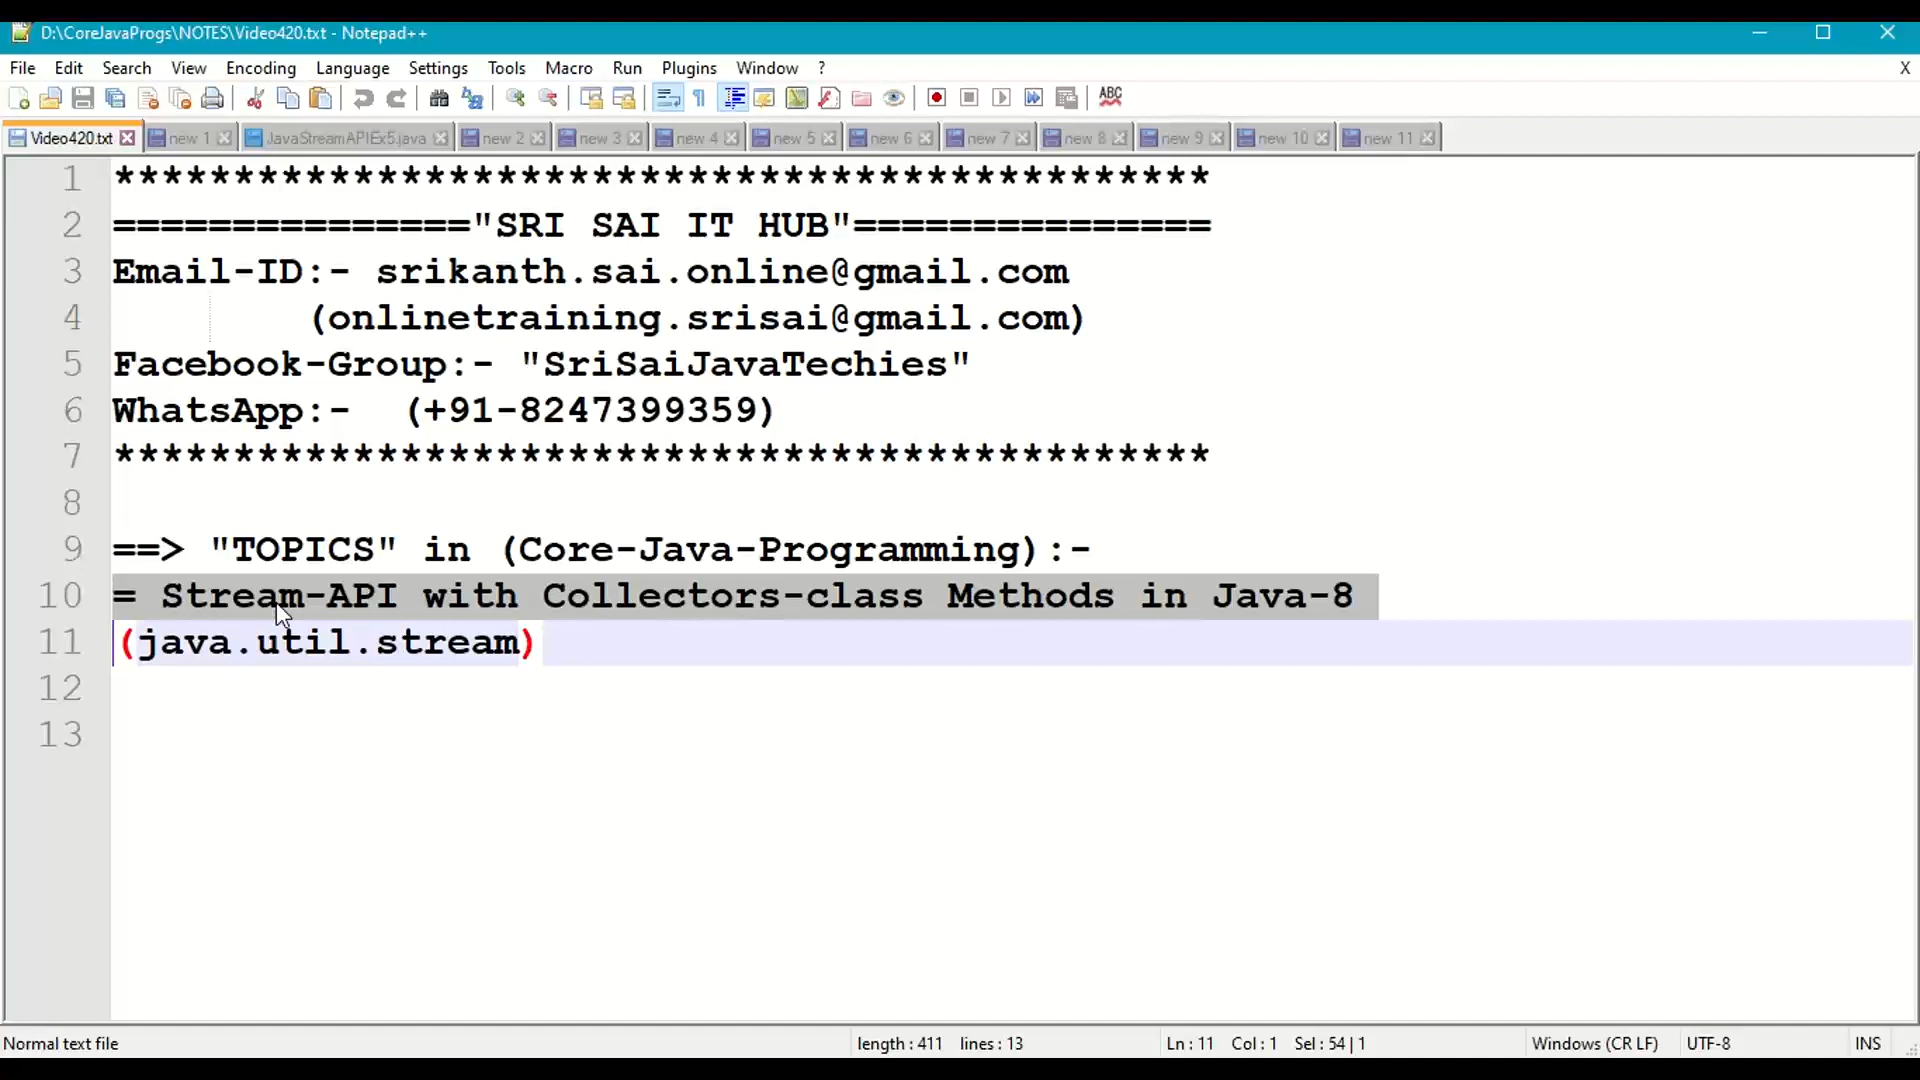 D:\CoreJavaProgs\NOTES\Video420.txt - Notepad++
File Edit Search View Encoding Language Settings Tools Macro Run Plugins Window ? X
ABC
Video420.txt new 1 JavaStreamAPIEx5.java new 2 new 3 new 4 new 5 new 6 new 7 new 8 new 9 new 10 new 11
1 **********************************************
2 ==============="SRI SAI IT HUB"===============
3 Email-ID:- srikanth.sai.online@gmail.com
4 (onlinetraining.srisai@gmail.com)
5 Facebook-Group:- "SriSaiJavaTechies"
6 WhatsApp:- (+91-8247399359)
7 **********************************************
8
9 ==> "TOPICS" in (Core-Java-Programming):-
10 = Stream-API with Collectors-class Methods in Java-8
11 (java.util.stream)
12
13
Normal text file length : 411 lines : 13 Ln : 11 Col : 1 Sel : 54 | 1 Windows (CR LF) UTF-8 INS